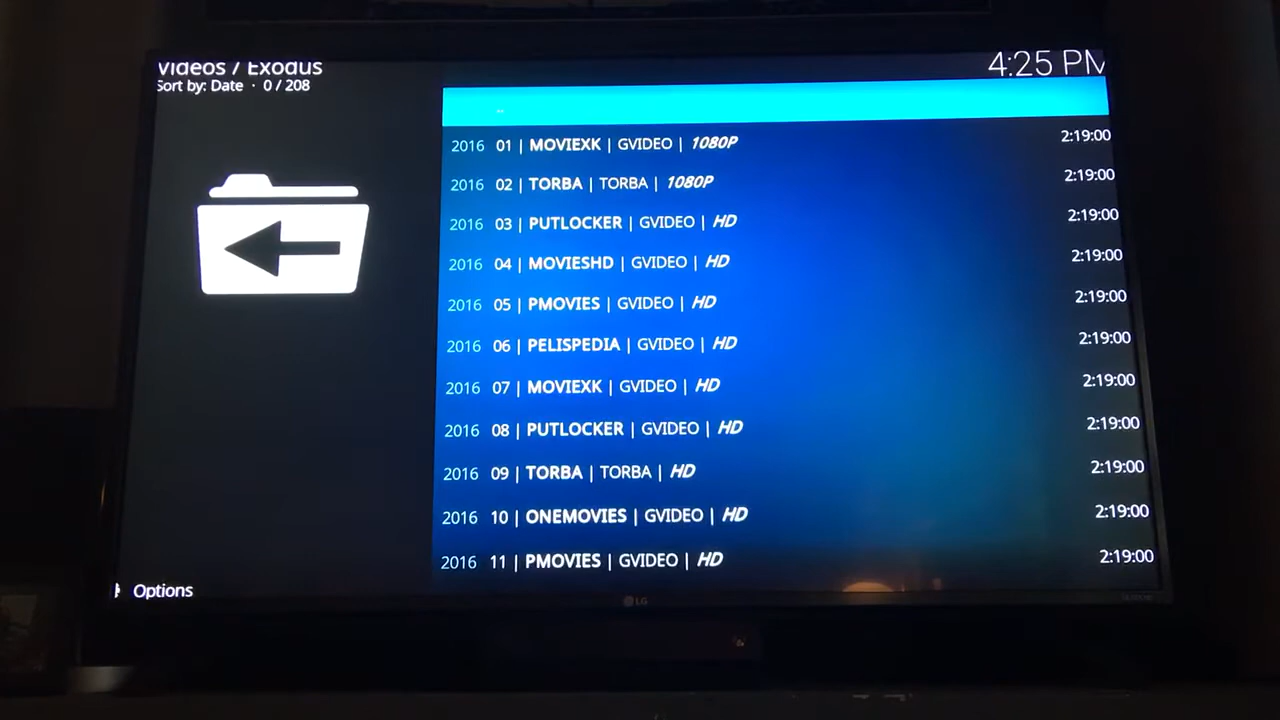 Videos / Exodus
Sort by: Date · 0 / 208
4:25 PM
..
2016 01 | MOVIEXK | GVIDEO | 1080P 2:19:00
2016 02 | TORBA | TORBA | 1080P 2:19:00
2016 03 | PUTLOCKER | GVIDEO | HD 2:19:00
2016 04 | MOVIESHD | GVIDEO | HD 2:19:00
2016 05 | PMOVIES | GVIDEO | HD 2:19:00
2016 06 | PELISPEDIA | GVIDEO | HD 2:19:00
2016 07 | MOVIEXK | GVIDEO | HD 2:19:00
2016 08 | PUTLOCKER | GVIDEO | HD 2:19:00
2016 09 | TORBA | TORBA | HD 2:19:00
2016 10 | ONEMOVIES | GVIDEO | HD 2:19:00
2016 11 | PMOVIES | GVIDEO | HD 2:19:00
Options
LG